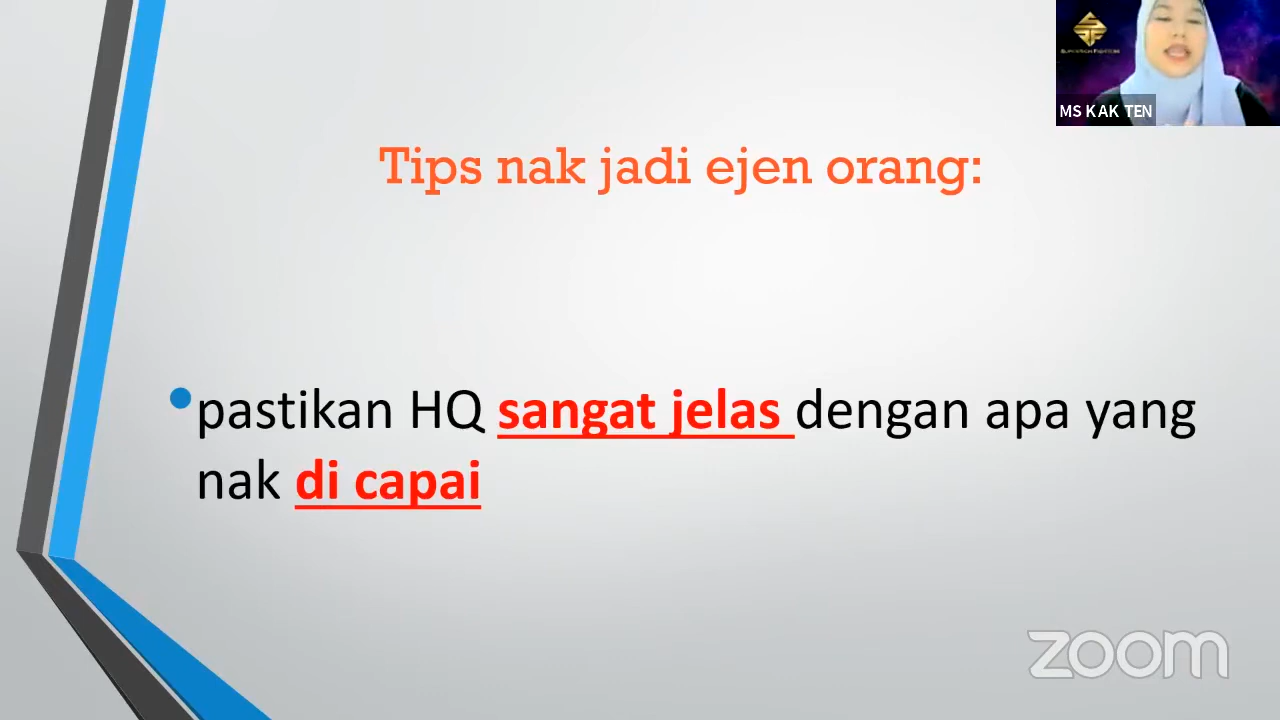 MS KAK TEN
Tips nak jadi ejen orang:
pastikan HQ sangat jelas dengan apa yang
nak di capai
zoom